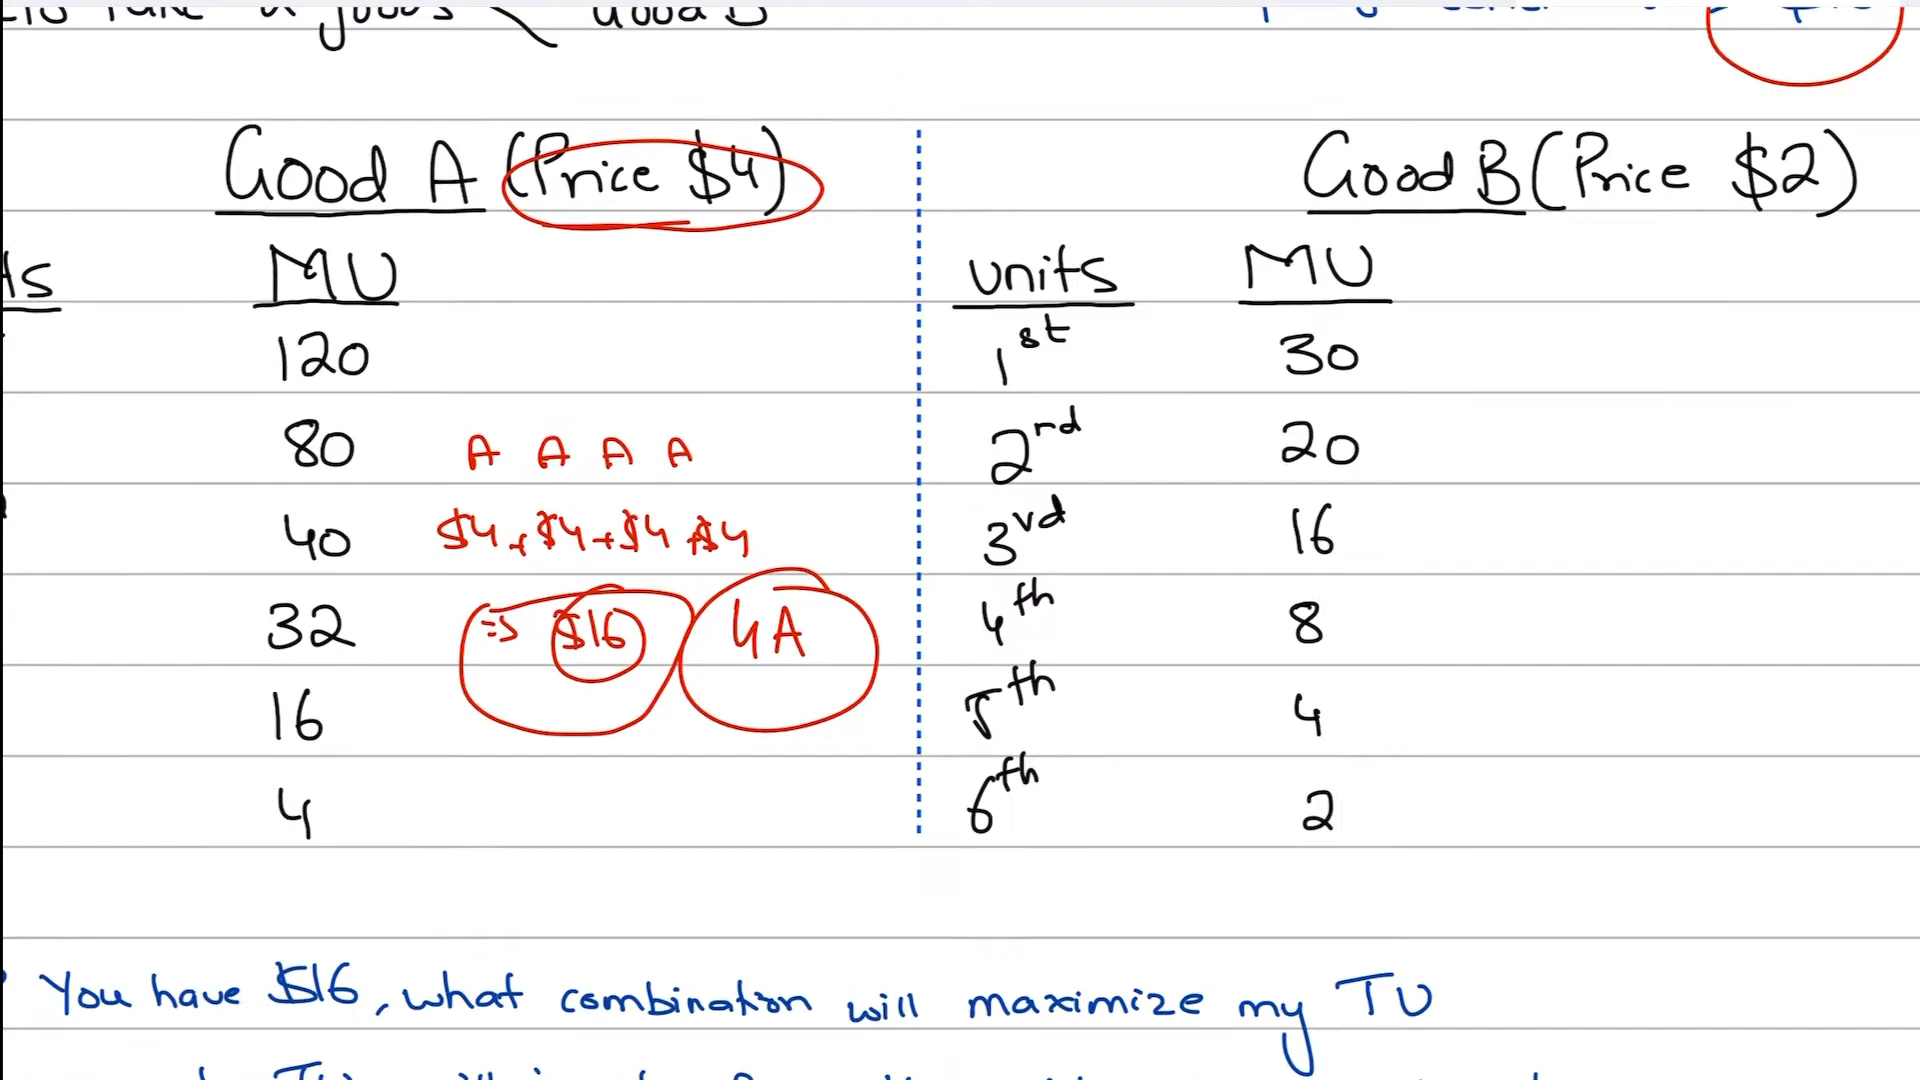 Good B
Good A (Price $4)
Good B (Price $2)
MU
units MU
120
1st 30
80 A A A A
2rd 20
40 $4 + $4 + $4 + $4
3rd 16
32 => $16 4A
4th 8
16
5th 4
4
6th 2
You have $16, what combination will maximize my TU